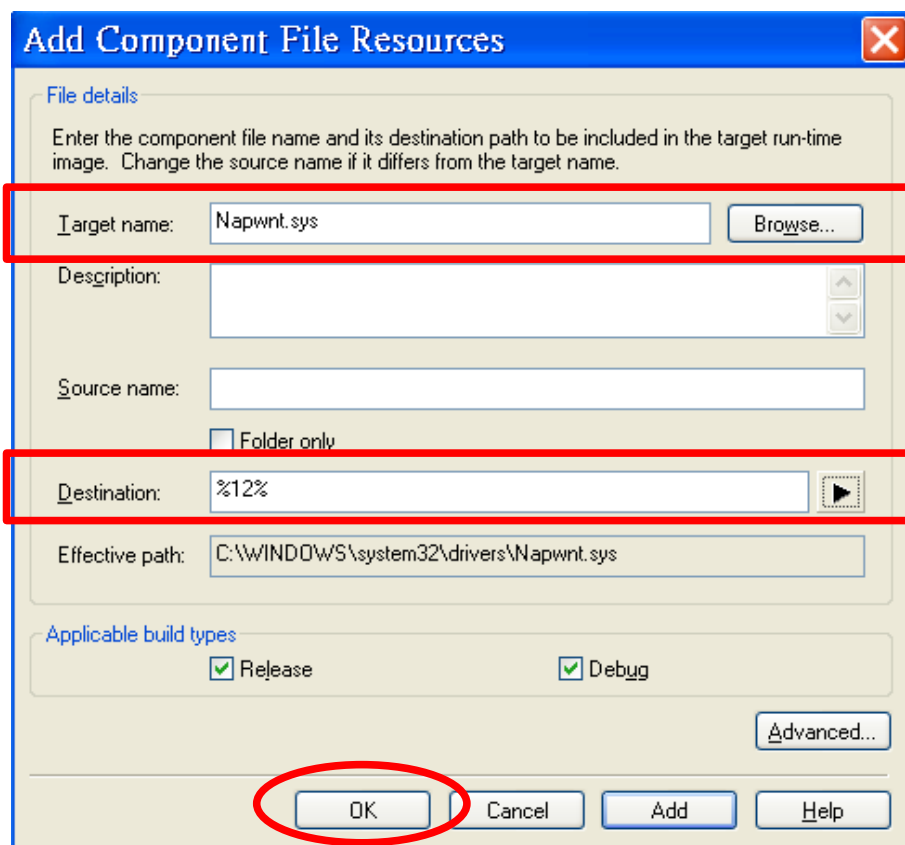 Add Component File Resources
File details
Enter the component file name and its destination path to be included in the target run-time
image. Change the source name if it differs from the target name.
Target name: Napwnt.sys Browse...
Description:
Source name:
Folder only
Destination: %12%
Effective path: C:\WINDOWS\system32\drivers\Napwnt.sys
Applicable build types
Release Debug
Advanced...
OK Cancel Add Help